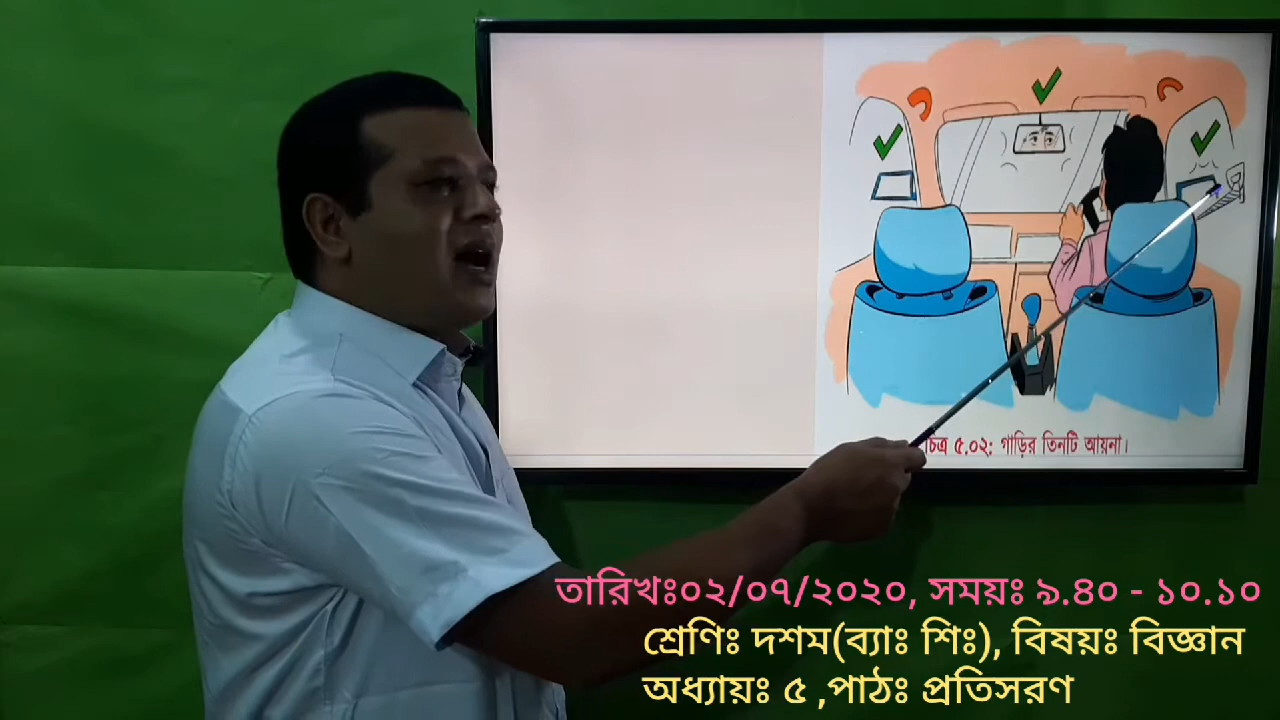 চিত্র ৫.০২: গাড়ির তিনটি আয়না।
তারিখঃ০২/০৭/২০২০, সময়ঃ ৯.৪০ - ১০.১০
শ্রেণিঃ দশম(ব্যাঃ শিঃ), বিষয়ঃ বিজ্ঞান
অধ্যায়ঃ ৫ ,পাঠঃ প্রতিসরণ